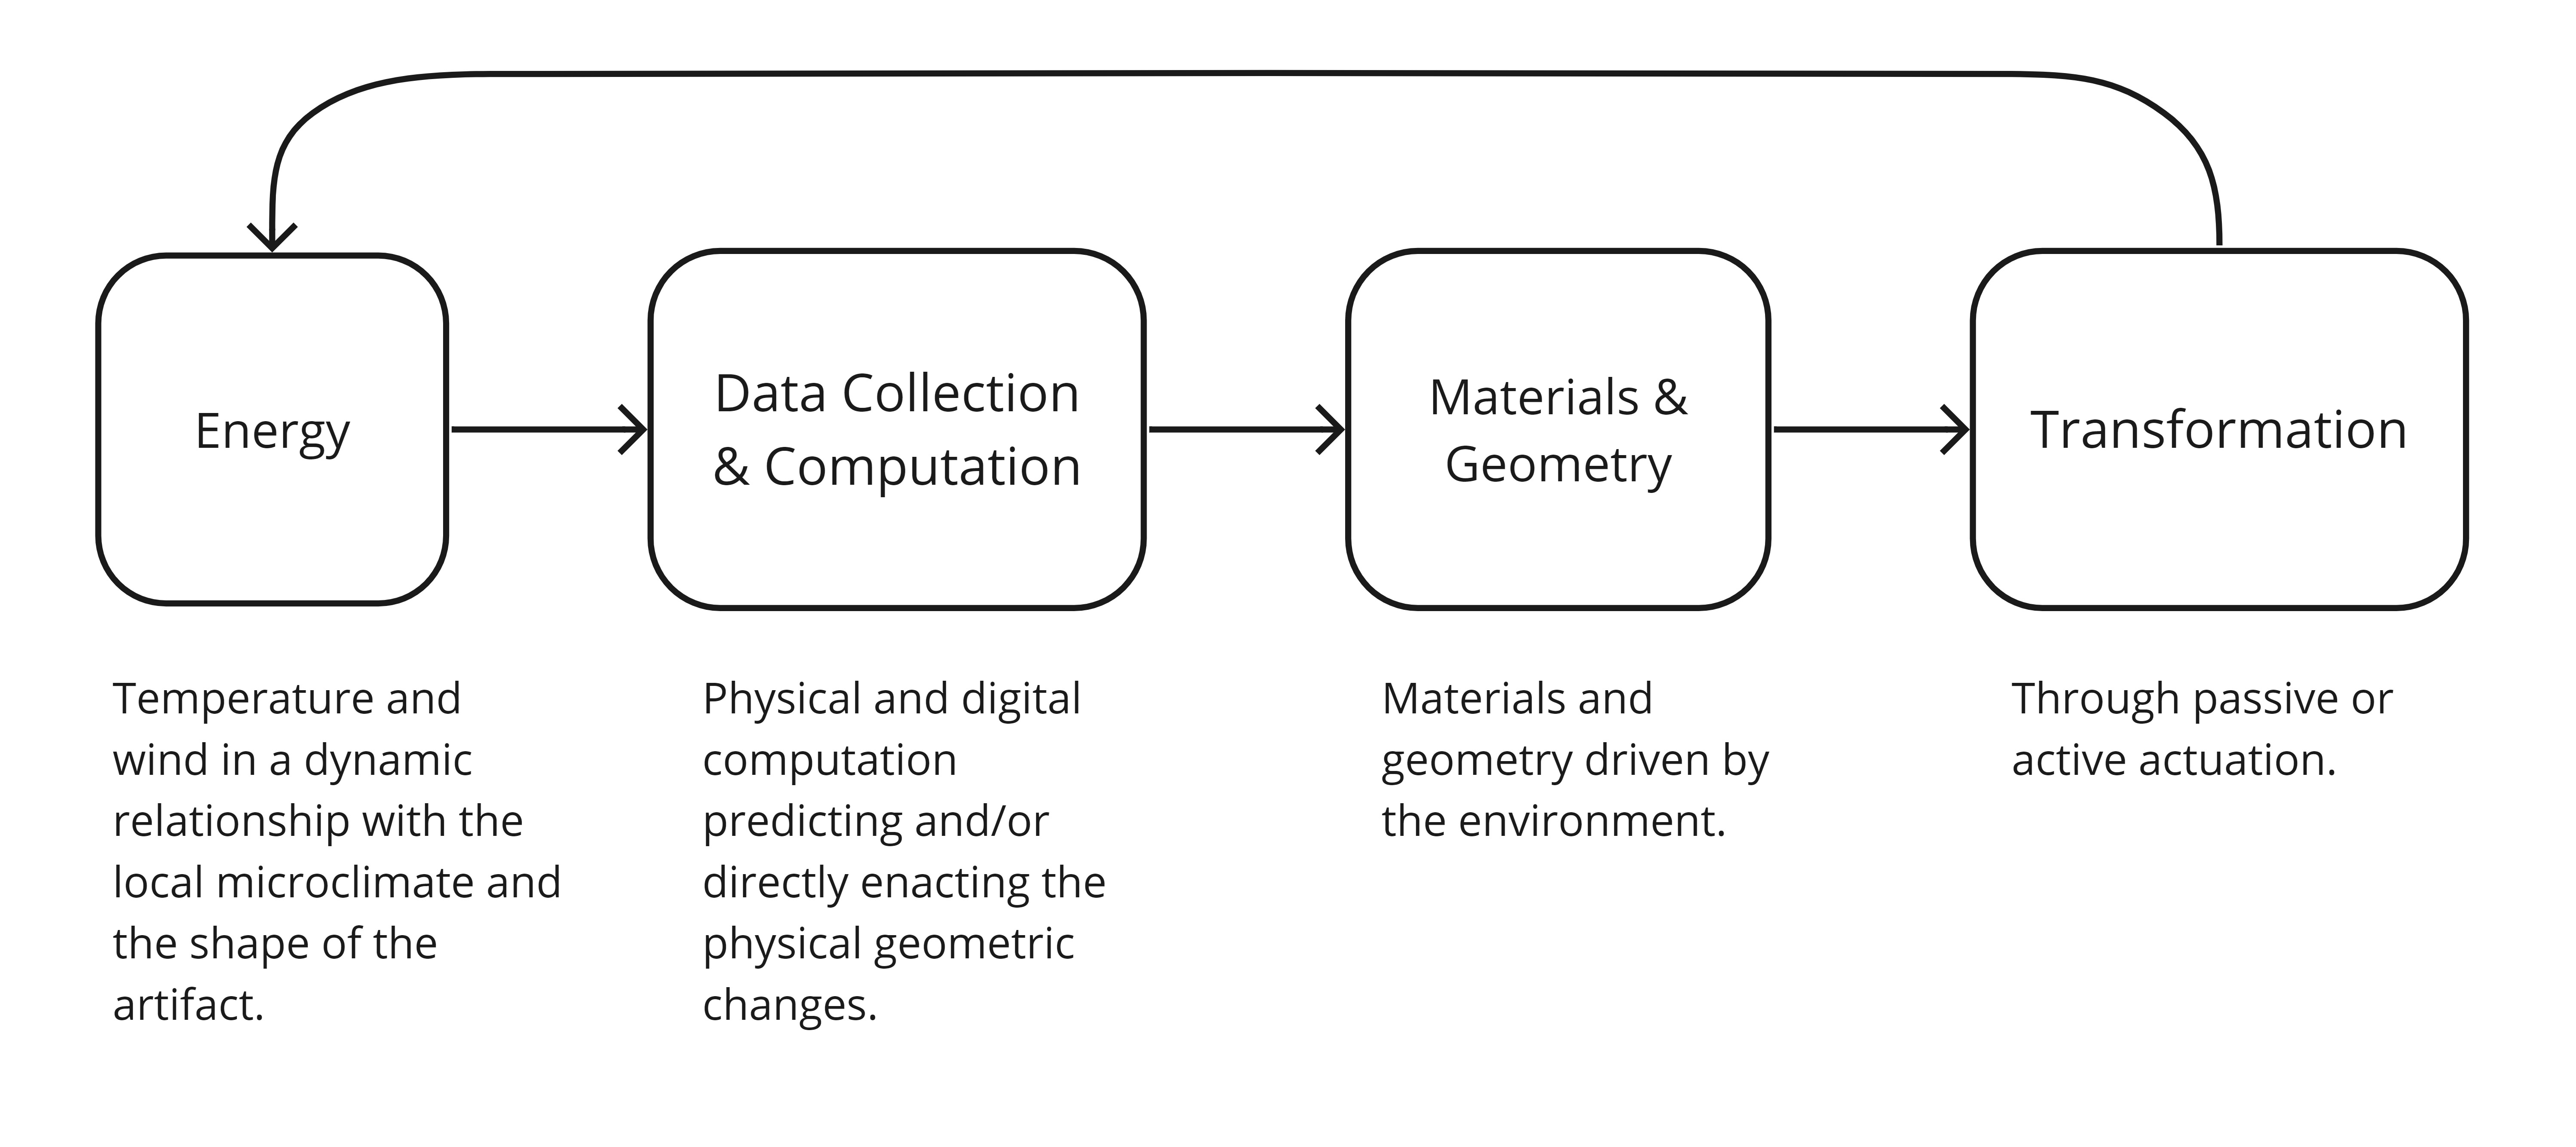 Energy
Data Collection
& Computation
Materials &
Geometry
Transformation
Temperature and
wind in a dynamic
relationship with the
local microclimate and
the shape of the
artifact.
Physical and digital
computation
predicting and/or
directly enacting the
physical geometric
changes.
Materials and
geometry driven by
the environment.
Through passive or
active actuation.